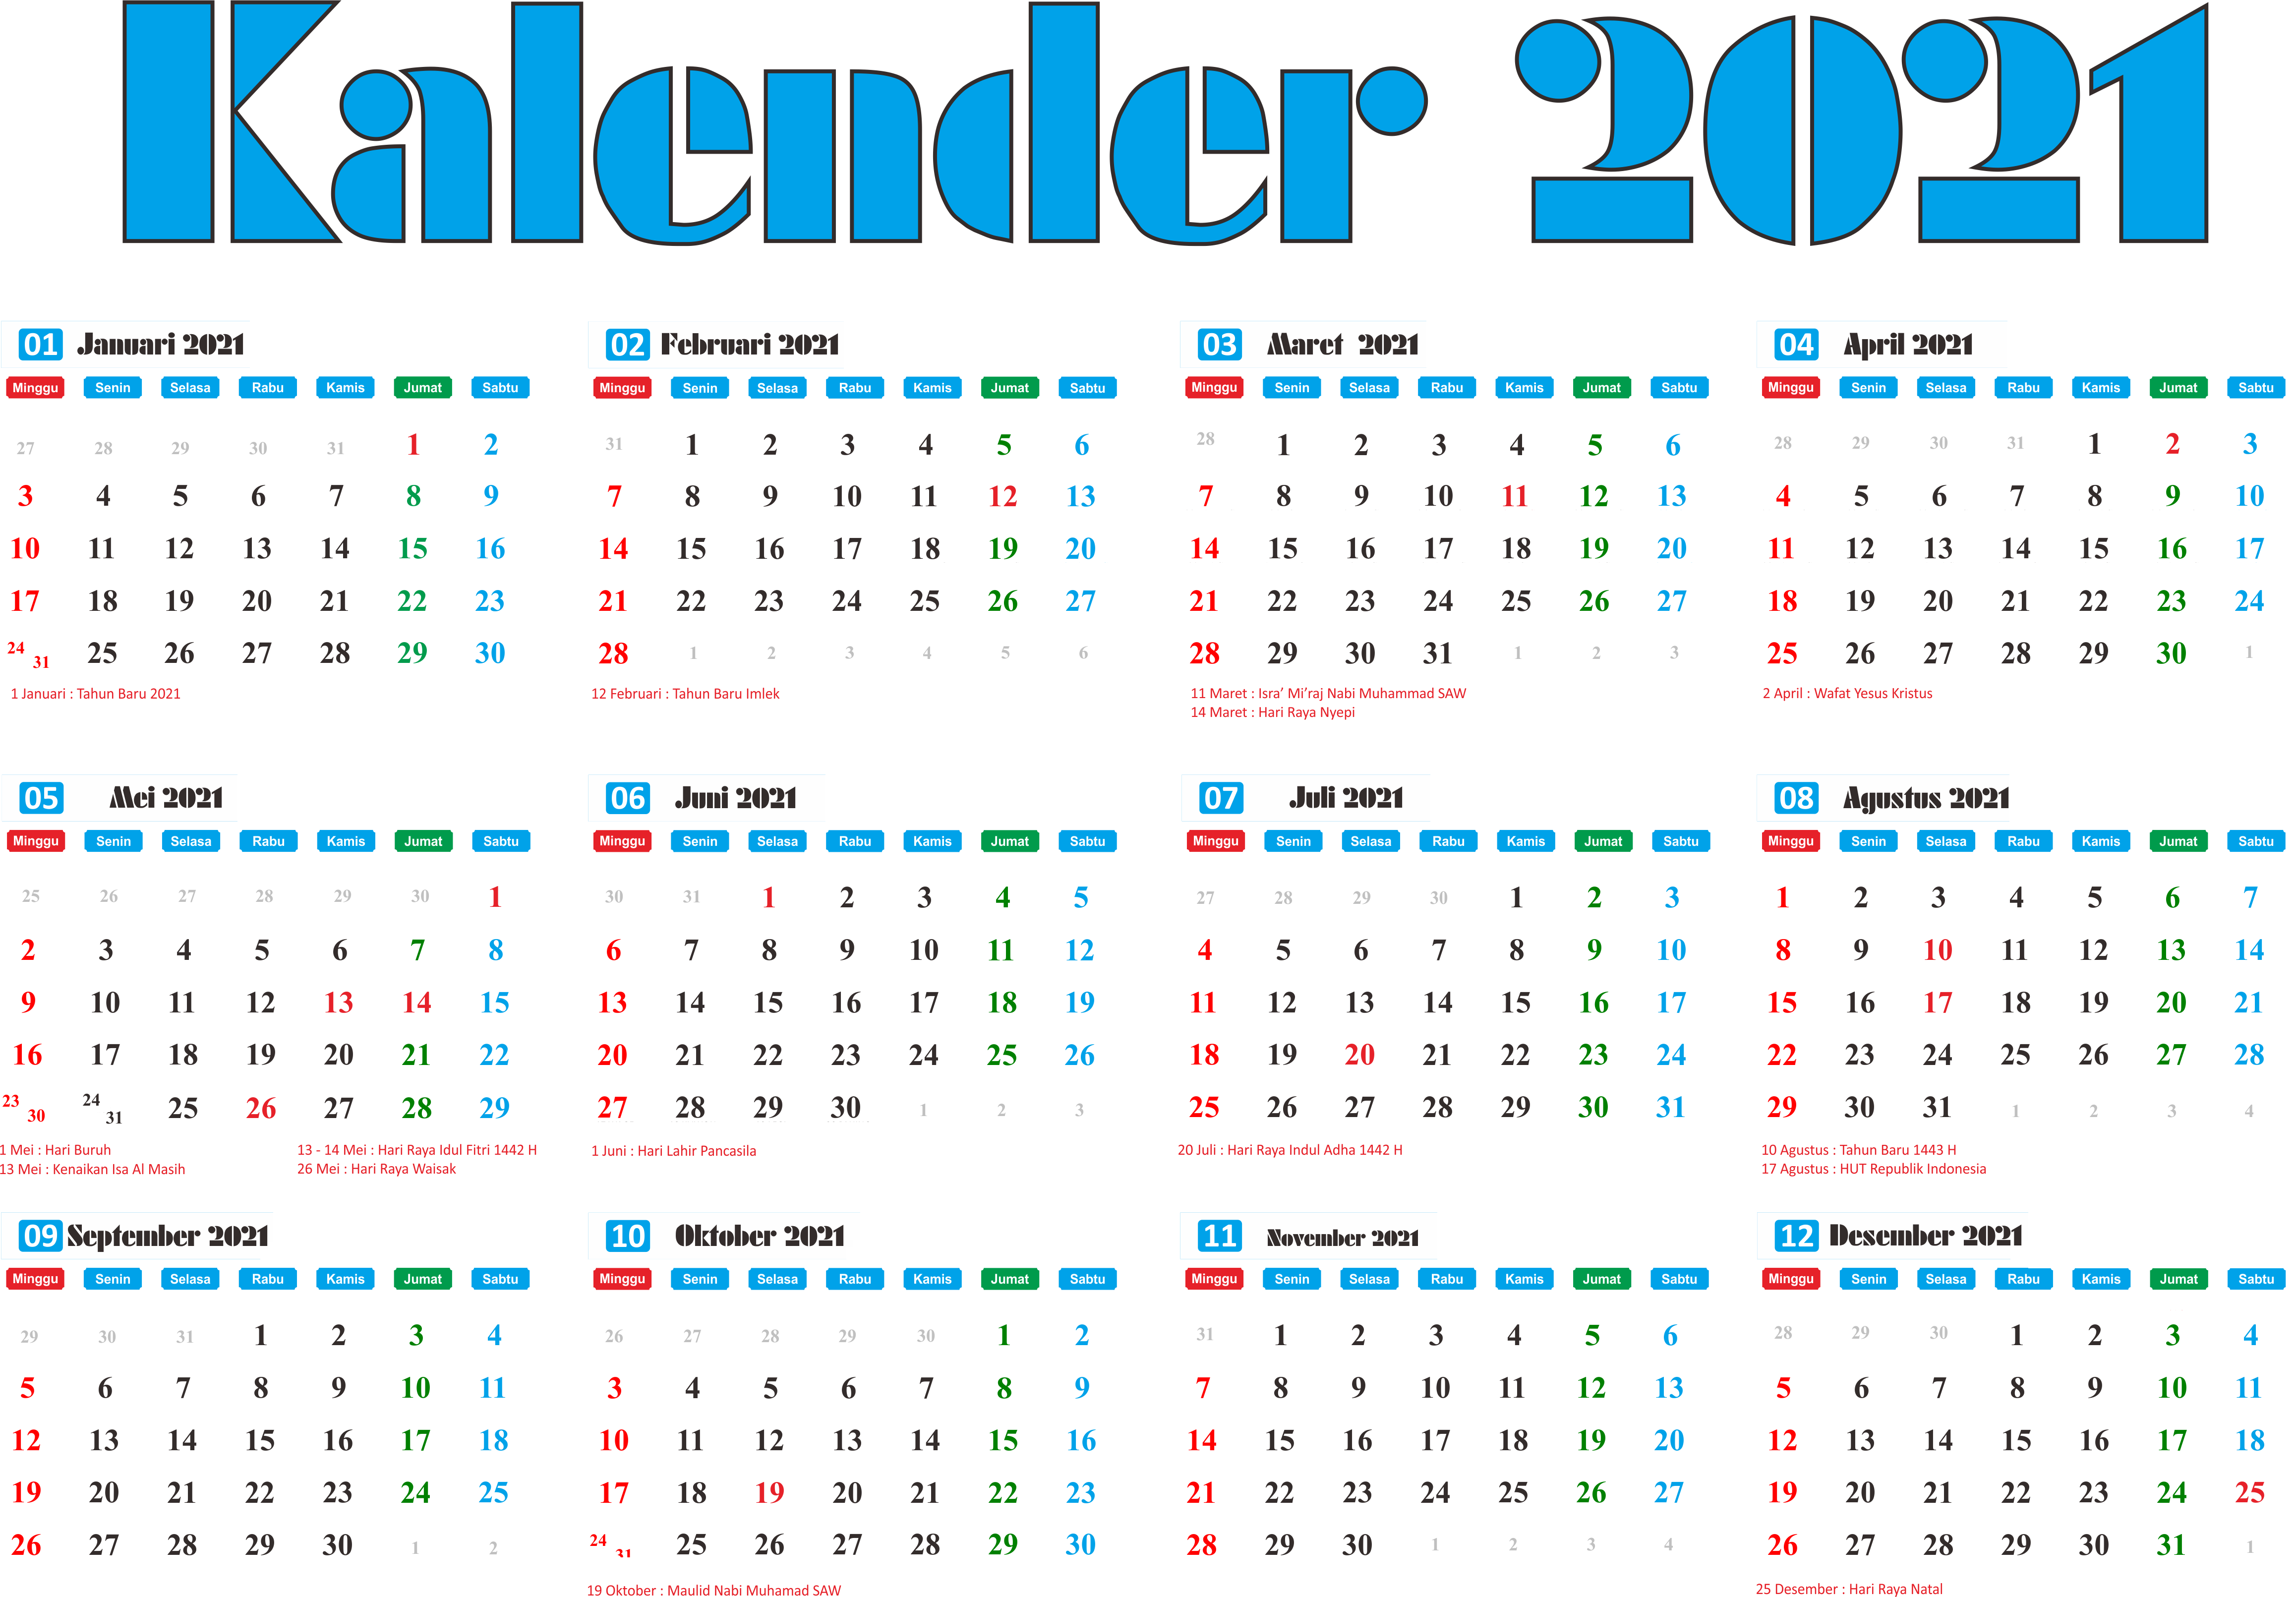 Kalender 2021
01 Januari 2021
Minggu Senin Selasa Rabu Kamis Jumat Sabtu
27 28 29 30 31 1 2
3 4 5 6 7 8 9
10 11 12 13 14 15 16
17 18 19 20 21 22 23
24 31 25 26 27 28 29 30
1 Januari : Tahun Baru 2021
02 Februari 2021
Minggu Senin Selasa Rabu Kamis Jumat Sabtu
31 1 2 3 4 5 6
7 8 9 10 11 12 13
14 15 16 17 18 19 20
21 22 23 24 25 26 27
28 1 2 3 4 5 6
12 Februari : Tahun Baru Imlek
03 Maret 2021
Minggu Senin Selasa Rabu Kamis Jumat Sabtu
28 1 2 3 4 5 6
7 8 9 10 11 12 13
14 15 16 17 18 19 20
21 22 23 24 25 26 27
28 29 30 31 1 2 3
11 Maret : Isra’ Mi’raj Nabi Muhammad SAW
14 Maret : Hari Raya Nyepi
04 April 2021
Minggu Senin Selasa Rabu Kamis Jumat Sabtu
28 29 30 31 1 2 3
4 5 6 7 8 9 10
11 12 13 14 15 16 17
18 19 20 21 22 23 24
25 26 27 28 29 30 1
2 April : Wafat Yesus Kristus
05 Mei 2021
Minggu Senin Selasa Rabu Kamis Jumat Sabtu
25 26 27 28 29 30 1
2 3 4 5 6 7 8
9 10 11 12 13 14 15
16 17 18 19 20 21 22
23 30 24 31 25 26 27 28 29
1 Mei : Hari Buruh
13 Mei : Kenaikan Isa Al Masih
13 - 14 Mei : Hari Raya Idul Fitri 1442 H
26 Mei : Hari Raya Waisak
06 Juni 2021
Minggu Senin Selasa Rabu Kamis Jumat Sabtu
30 31 1 2 3 4 5
6 7 8 9 10 11 12
13 14 15 16 17 18 19
20 21 22 23 24 25 26
27 28 29 30 1 2 3
1 Juni : Hari Lahir Pancasila
07 Juli 2021
Minggu Senin Selasa Rabu Kamis Jumat Sabtu
27 28 29 30 1 2 3
4 5 6 7 8 9 10
11 12 13 14 15 16 17
18 19 20 21 22 23 24
25 26 27 28 29 30 31
20 Juli : Hari Raya Indul Adha 1442 H
08 Agustus 2021
Minggu Senin Selasa Rabu Kamis Jumat Sabtu
1 2 3 4 5 6 7
8 9 10 11 12 13 14
15 16 17 18 19 20 21
22 23 24 25 26 27 28
29 30 31 1 2 3 4
10 Agustus : Tahun Baru 1443 H
17 Agustus : HUT Republik Indonesia
09 September 2021
Minggu Senin Selasa Rabu Kamis Jumat Sabtu
29 30 31 1 2 3 4
5 6 7 8 9 10 11
12 13 14 15 16 17 18
19 20 21 22 23 24 25
26 27 28 29 30 1 2
10 Oktober 2021
Minggu Senin Selasa Rabu Kamis Jumat Sabtu
26 27 28 29 30 1 2
3 4 5 6 7 8 9
10 11 12 13 14 15 16
17 18 19 20 21 22 23
24 31 25 26 27 28 29 30
19 Oktober : Maulid Nabi Muhamad SAW
11 November 2021
Minggu Senin Selasa Rabu Kamis Jumat Sabtu
31 1 2 3 4 5 6
7 8 9 10 11 12 13
14 15 16 17 18 19 20
21 22 23 24 25 26 27
28 29 30 1 2 3 4
12 Desember 2021
Minggu Senin Selasa Rabu Kamis Jumat Sabtu
28 29 30 1 2 3 4
5 6 7 8 9 10 11
12 13 14 15 16 17 18
19 20 21 22 23 24 25
26 27 28 29 30 31 1
25 Desember : Hari Raya Natal